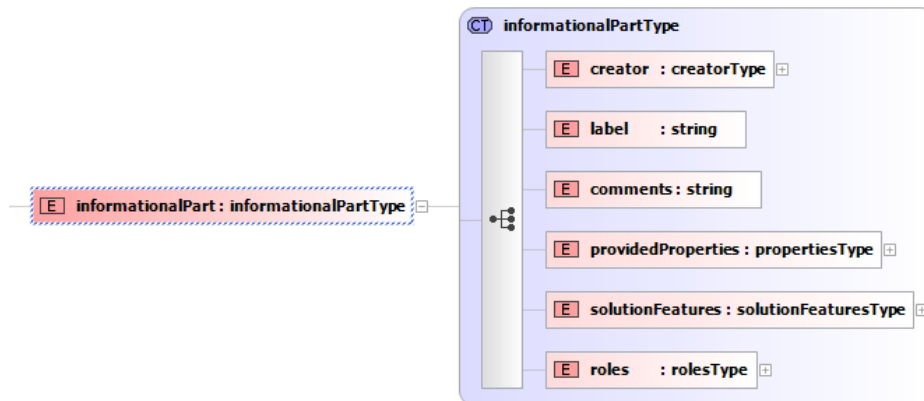 CT informationalPartType
E creator : creatorType
E label : string
E comments : string
E informationalPart : informationalPartType
E providedProperties : propertiesType
E solutionFeatures : solutionFeaturesType
E roles : rolesType